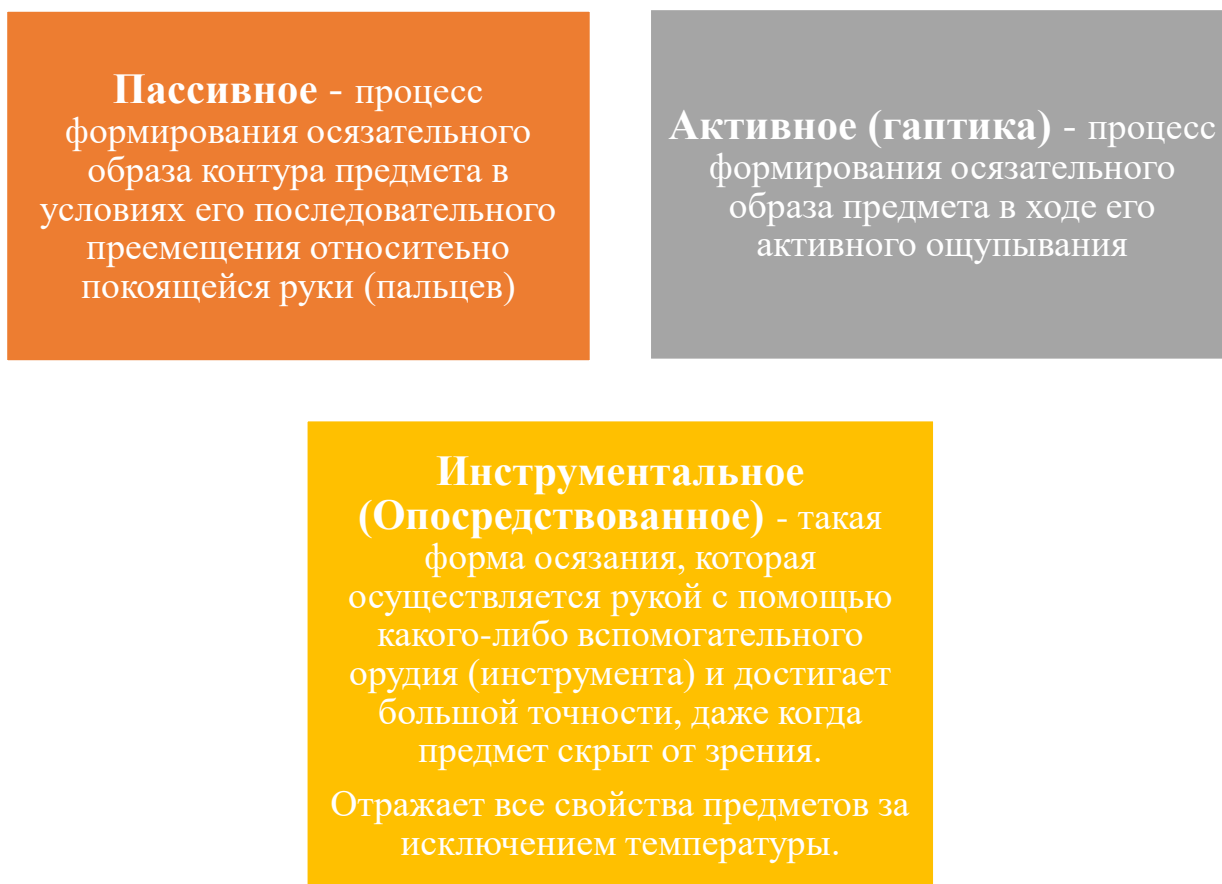 Пассивное - процесс
формирования осязательного
образа контура предмета в
условиях его последовательного
преемещения относитеьно
покоящейся руки (пальцев)
Активное (гаптика) - процесс
формирования осязательного
образа предмета в ходе его
активного ощупывания
Инструментальное
(Опосредствованное) - такая
форма осязания, которая
осуществляется рукой с помощью
какого-либо вспомогательного
орудия (инструмента) и достигает
большой точности, даже когда
предмет скрыт от зрения.
Отражает все свойства предметов за
исключением температуры.